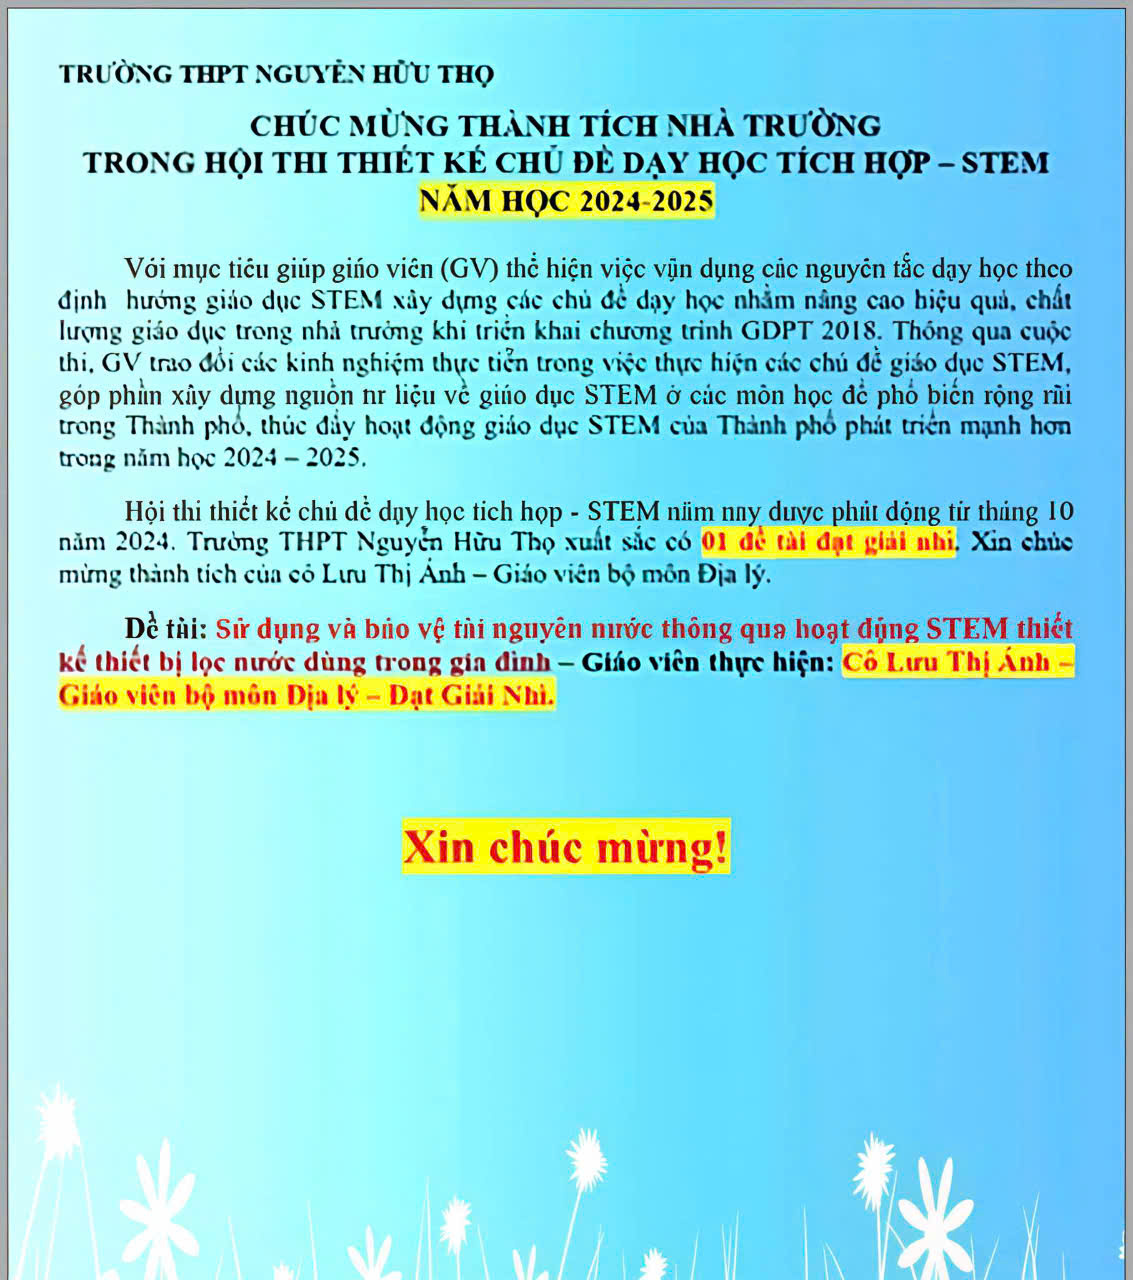 TRƯỜNG THPT NGUYỄN HỮU THỌ
CHÚC MỪNG THÀNH TÍCH NHÀ TRƯỜNG
TRONG HỘI THI THIẾT KẾ CHỦ ĐỀ DẠY HỌC TÍCH HỢP – STEM
NĂM HỌC 2024-2025
Với mục tiêu giúp giáo viên (GV) thể hiện việc vận dụng các nguyên tắc dạy học theo
định hướng giáo dục STEM xây dựng các chủ đề dạy học nhằm nâng cao hiệu quả, chất
lượng giáo dục trong nhà trường khi triển khai chương trình GDPT 2018. Thông qua cuộc
thi, GV trao đổi các kinh nghiệm thực tiễn trong việc thực hiện các chủ đề giáo dục STEM,
góp phần xây dựng nguồn tư liệu về giáo dục STEM ở các môn học để phổ biến rộng rãi
trong Thành phố, thúc đẩy hoạt động giáo dục STEM của Thành phố phát triển mạnh hơn
trong năm học 2024 – 2025.
Hội thi thiết kế chủ đề dạy học tích hợp - STEM năm nay được phát động từ tháng 10
năm 2024. Trường THPT Nguyễn Hữu Thọ xuất sắc có 01 đề tài đạt giải nhì. Xin chúc
mừng thành tích của cô Lưu Thị Ánh – Giáo viên bộ môn Địa lý.
Đề tài: Sử dụng và bảo vệ tài nguyên nước thông qua hoạt động STEM thiết
kế thiết bị lọc nước dùng trong gia đình – Giáo viên thực hiện: Cô Lưu Thị Ánh –
Giáo viên bộ môn Địa lý – Đạt Giải Nhì.
Xin chúc mừng!